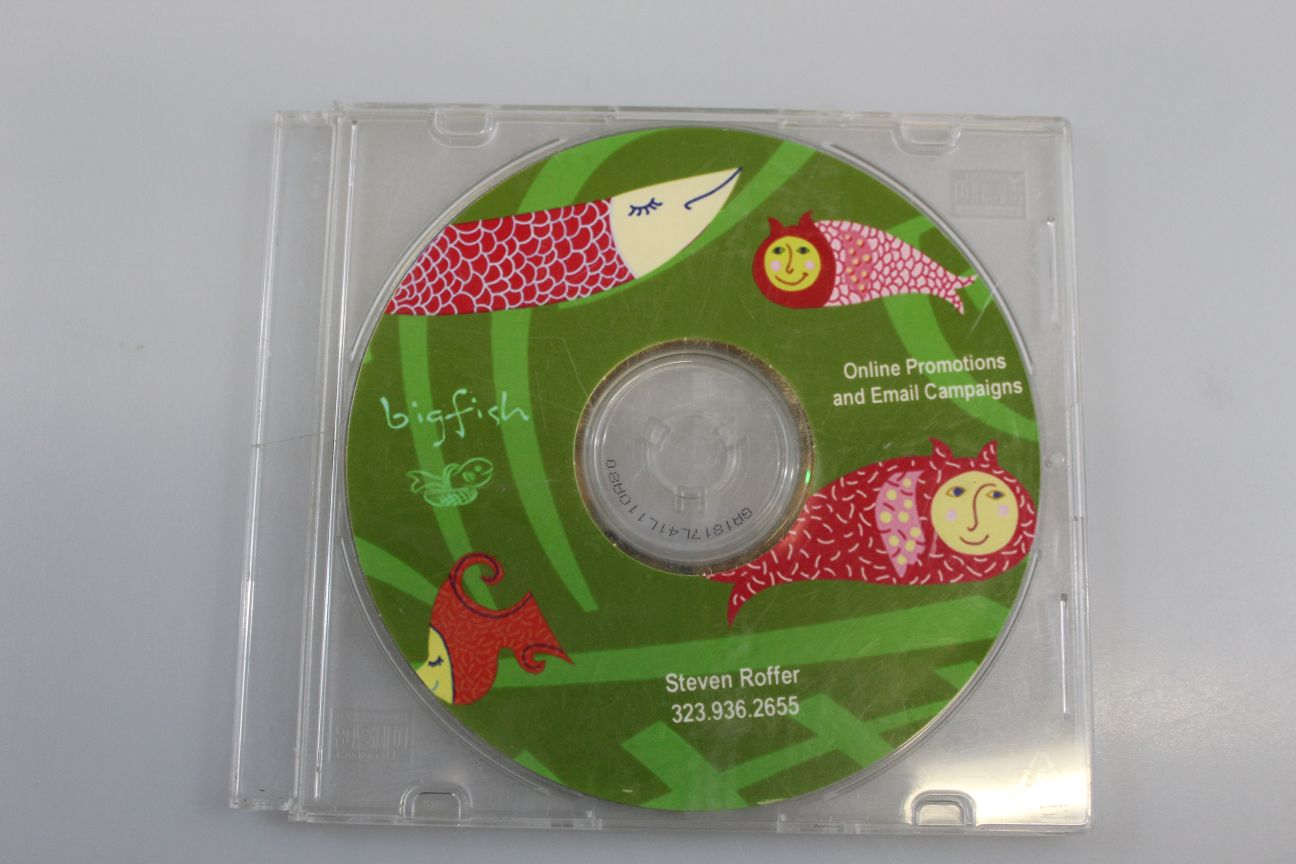 bigfish
Online Promotions
and Email Campaigns
Steven Roffer
323.936.2655